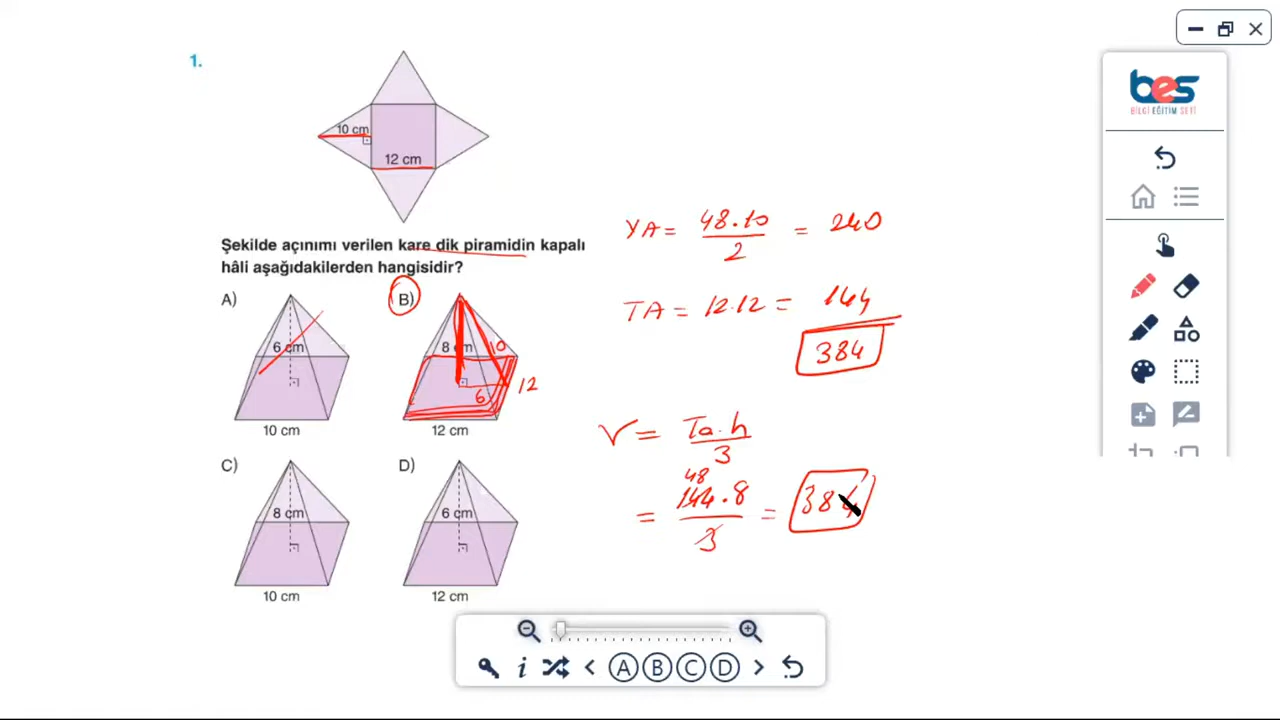 1.
10 cm
12 cm
Şekilde açınımı verilen kare dik piramidin kapalı
hâli aşağıdakilerden hangisidir?
A)
6 cm
10 cm
B)
8 cm
10
12
6
12 cm
C)
8 cm
10 cm
D)
6 cm
12 cm
YA = 48.10 / 2 = 240
TA = 12.12 = 144
384
V = Ta.h / 3
48
= 144.8 / 3 = 384
bes
BİLGİ EĞİTİM SETİ
i < A B C D >